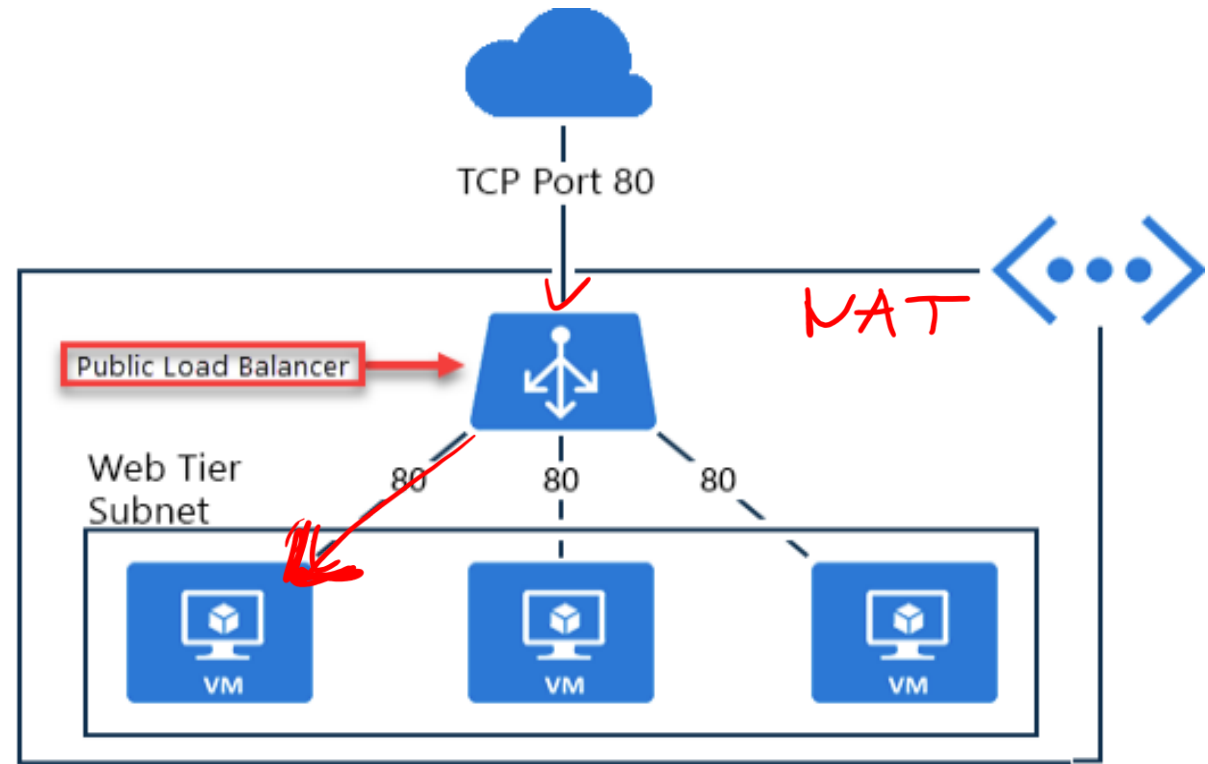 TCP Port 80
NAT
Public Load Balancer
Web Tier
Subnet
80
80
80
VM
VM
VM